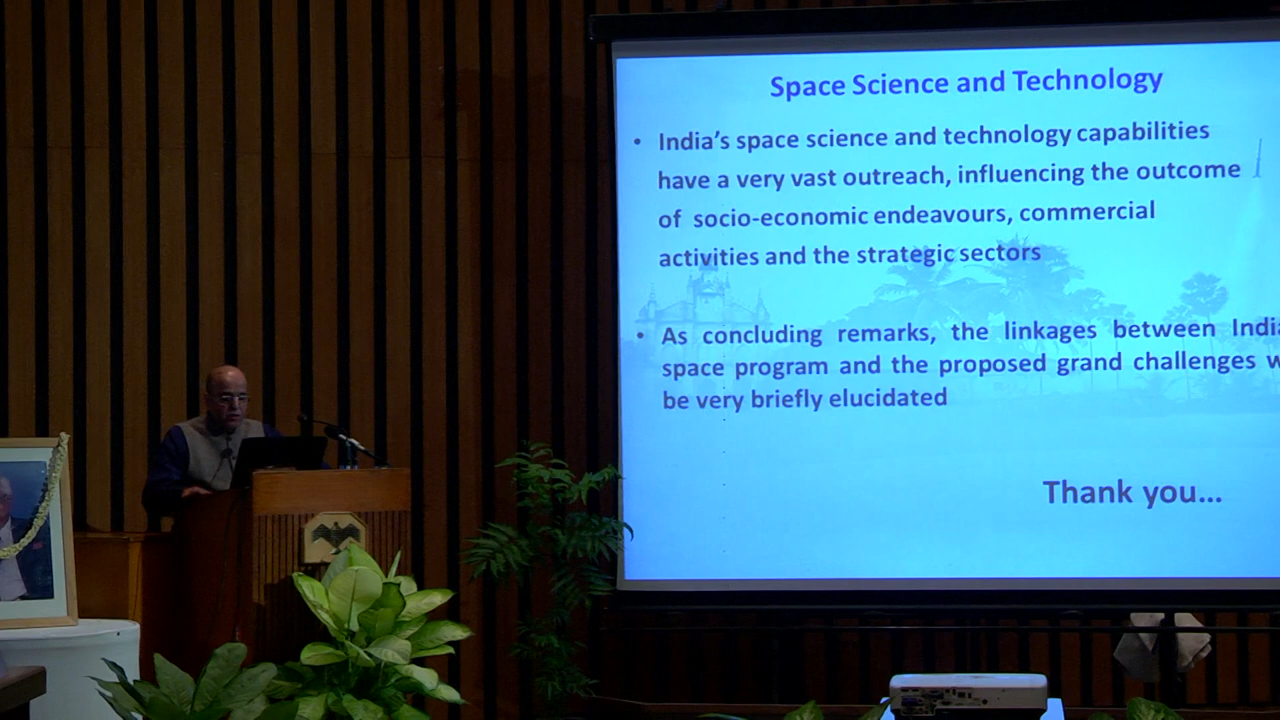 Space Science and Technology
• India's space science and technology capabilities
have a very vast outreach, influencing the outcome
of socio-economic endeavours, commercial
activities and the strategic sectors
• As concluding remarks, the linkages between
space program and the proposed grand challenges
be very briefly elucidated
Thank you...